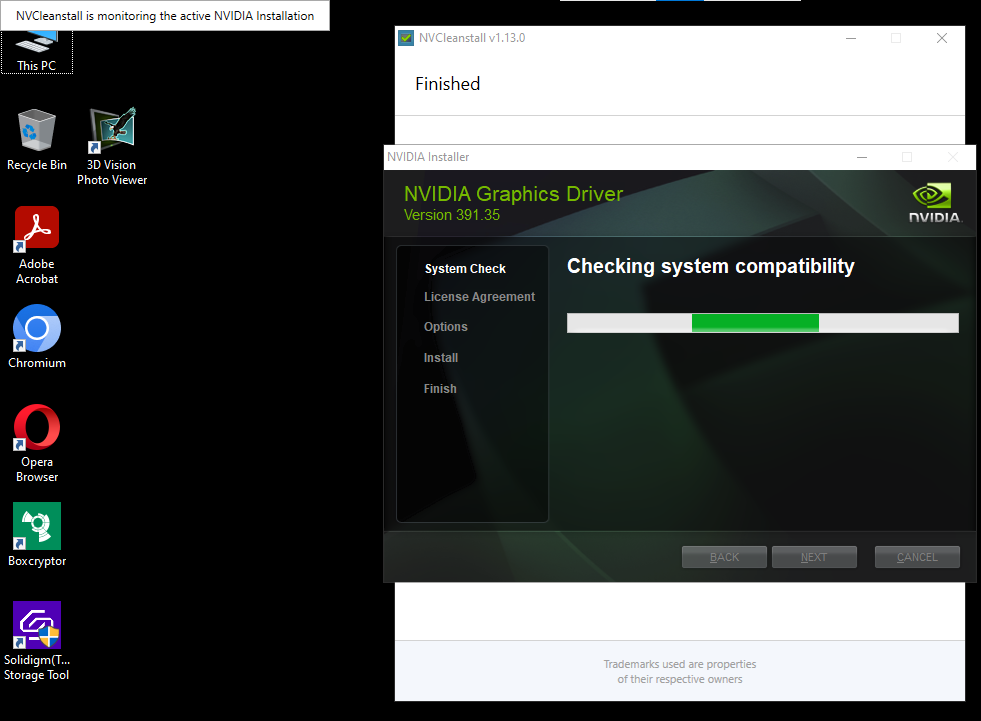 NVCleanstall is monitoring the active NVIDIA Installation
This PC
Recycle Bin
3D Vision
Photo Viewer
Adobe
Acrobat
Chromium
Opera
Browser
Boxcryptor
Solidigm(T...
Storage Tool
NVCleanstall v1.13.0
Finished
NVIDIA Installer
NVIDIA Graphics Driver
Version 391.35
NVIDIA.
System Check
License Agreement
Options
Install
Finish
Checking system compatibility
BACK
NEXT
CANCEL
Trademarks used are properties
of their respective owners